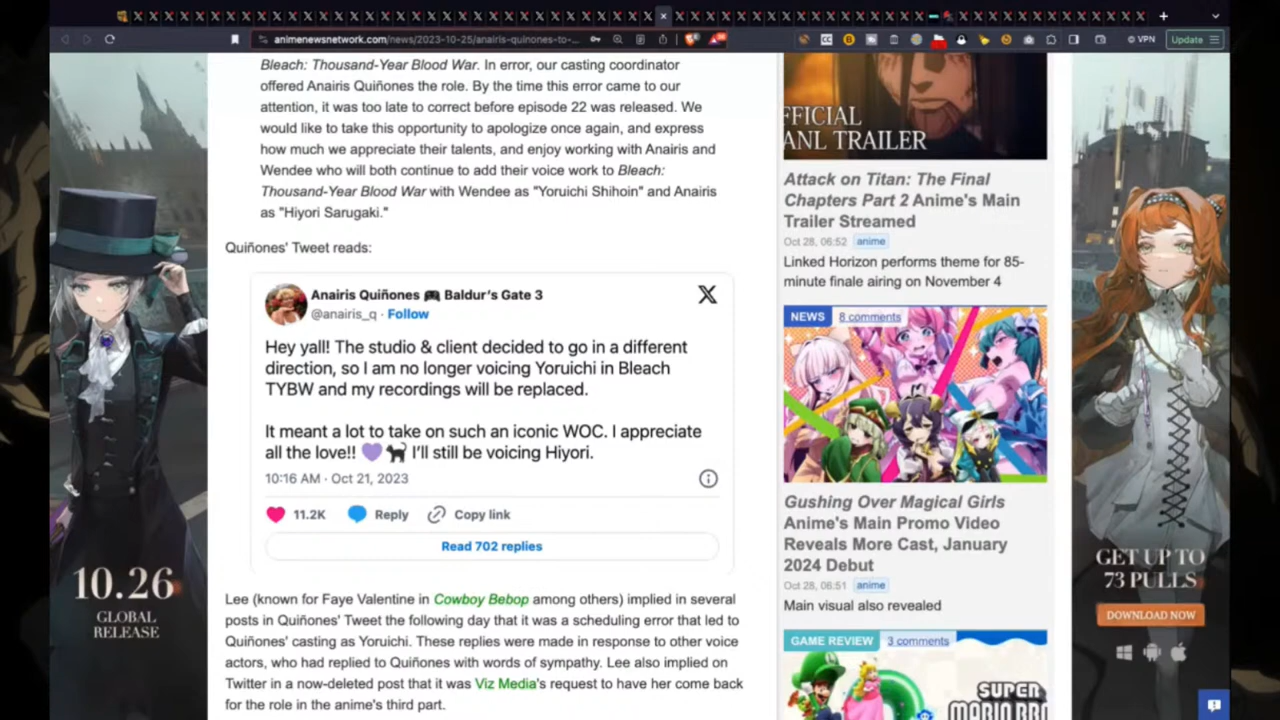 animenewsnetwork.com/news/2023-10-25/anairis-quinones-to-...
VPN
Update
Bleach: Thousand-Year Blood War. In error, our casting coordinator
offered Anairis Quiñones the role. By the time this error came to our
attention, it was too late to correct before episode 22 was released. We
would like to take this opportunity to apologize once again, and express
how much we appreciate their talents, and enjoy working with Anairis and
Wendee who will both continue to add their voice work to Bleach:
Thousand-Year Blood War with Wendee as "Yoruichi Shihoin" and Anairis
as "Hiyori Sarugaki."
Quiñones' Tweet reads:
Anairis Quiñones 🎮 Baldur's Gate 3
@anairis_q · Follow
Hey yall! The studio & client decided to go in a different
direction, so I am no longer voicing Yoruichi in Bleach
TYBW and my recordings will be replaced.
It meant a lot to take on such an iconic WOC. I appreciate
all the love!! 💜🐈‍⬛ I'll still be voicing Hiyori.
10:16 AM · Oct 21, 2023
11.2K Reply Copy link
Read 702 replies
Lee (known for Faye Valentine in Cowboy Bebop among others) implied in several
posts in Quiñones' Tweet the following day that it was a scheduling error that led to
Quiñones' casting as Yoruichi. These replies were made in response to other voice
actors, who had replied to Quiñones with words of sympathy. Lee also implied on
Twitter in a now-deleted post that it was Viz Media's request to have her come back
for the role in the anime's third part.
FFICIAL
ANL TRAILER
Attack on Titan: The Final
Chapters Part 2 Anime's Main
Trailer Streamed
Oct 28, 06:52 anime
Linked Horizon performs theme for 85-
minute finale airing on November 4
NEWS 8 comments
Gushing Over Magical Girls
Anime's Main Promo Video
Reveals More Cast, January
2024 Debut
Oct 28, 06:51 anime
Main visual also revealed
GAME REVIEW 3 comments
SUPER
MARIO BR
10.26
GLOBAL
RELEASE
GET UP TO
73 PULLS
DOWNLOAD NOW